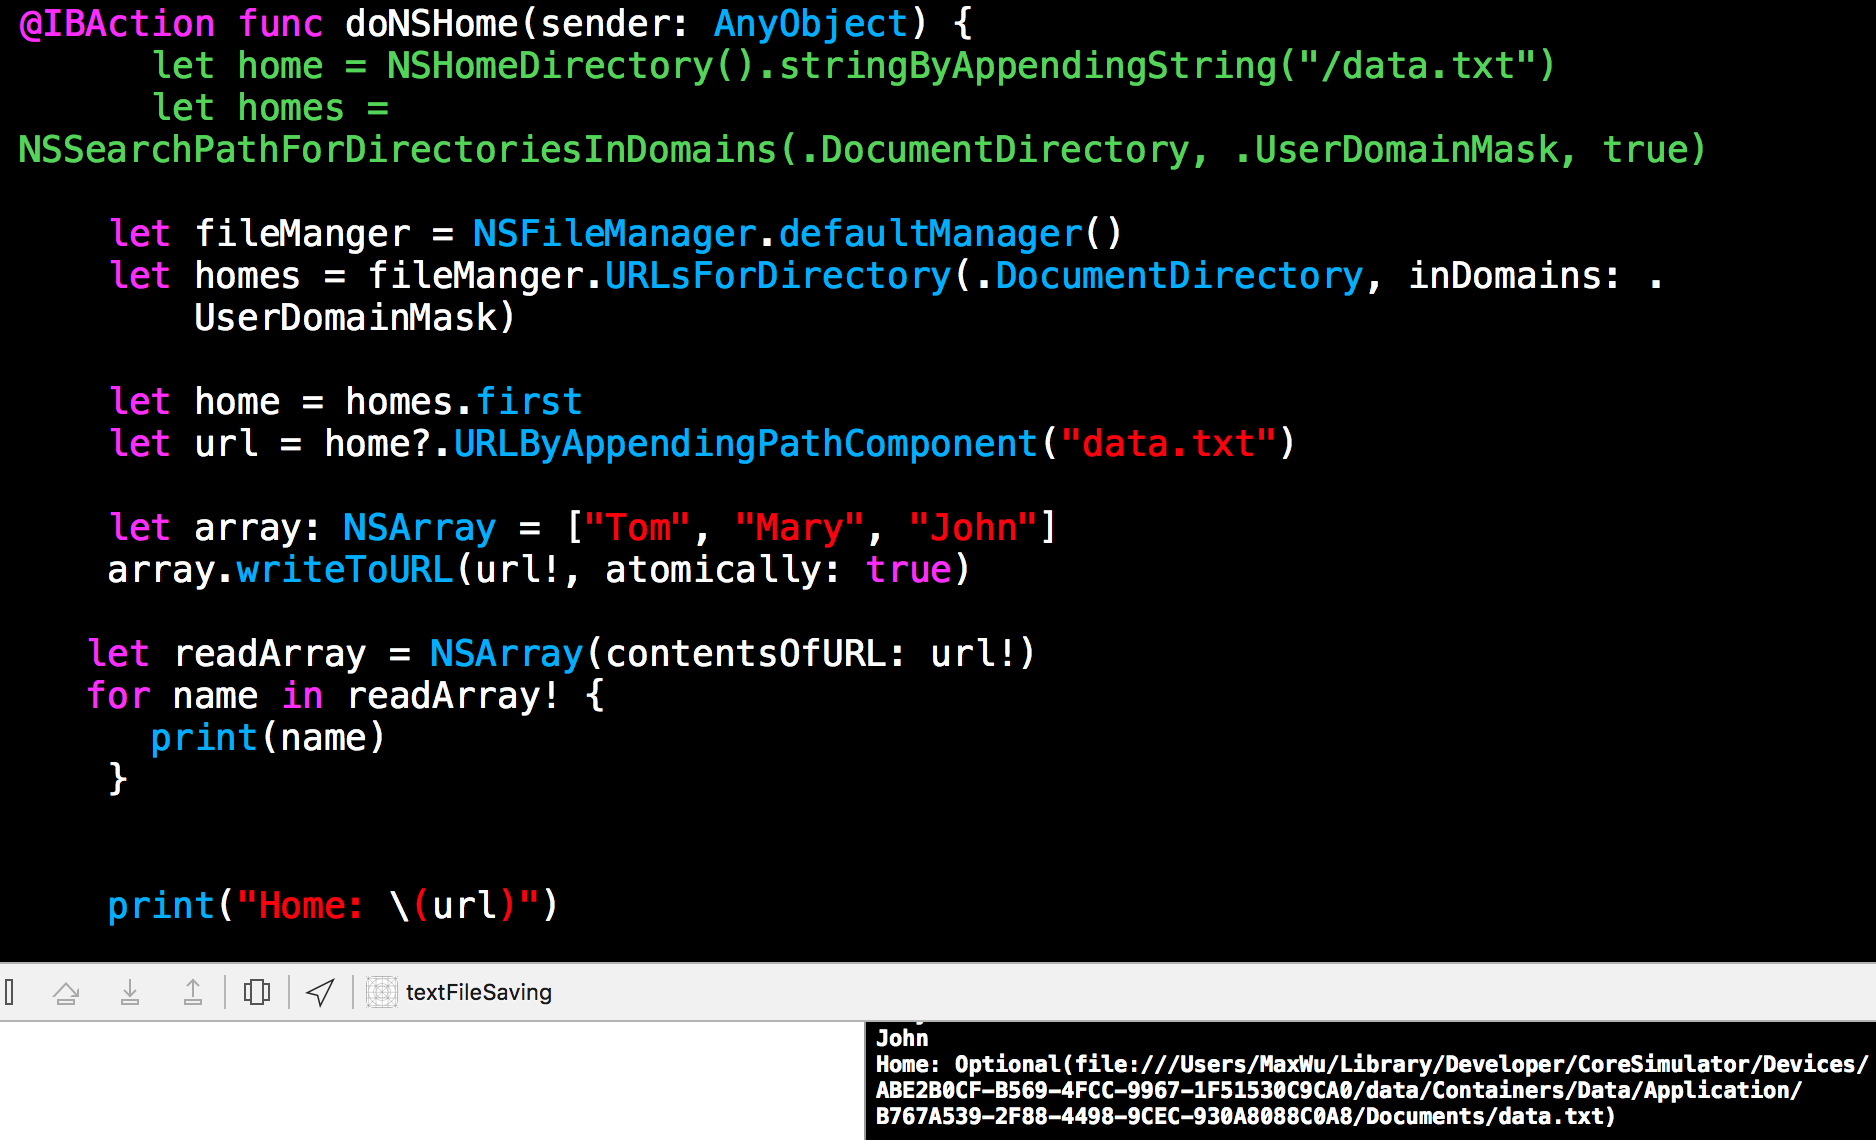 @IBAction func doNSHome(sender: AnyObject) {
let home = NSHomeDirectory().stringByAppendingString("/data.txt")
let homes =
NSSearchPathForDirectoriesInDomains(.DocumentDirectory, .UserDomainMask, true)
let fileManger = NSFileManager.defaultManager()
let homes = fileManger.URLsForDirectory(.DocumentDirectory, inDomains: .
UserDomainMask)
let home = homes.first
let url = home?.URLByAppendingPathComponent("data.txt")
let array: NSArray = ["Tom", "Mary", "John"]
array.writeToURL(url!, atomically: true)
let readArray = NSArray(contentsOfURL: url!)
for name in readArray! {
print(name)
}
print("Home: \(url)")
textFileSaving
John
Home: Optional(file:///Users/MaxWu/Library/Developer/CoreSimulator/Devices/
ABE2B0CF-B569-4FCC-9967-1F51530C9CA0/data/Containers/Data/Application/
B767A539-2F88-4498-9CEC-930A8088C0A8/Documents/data.txt)